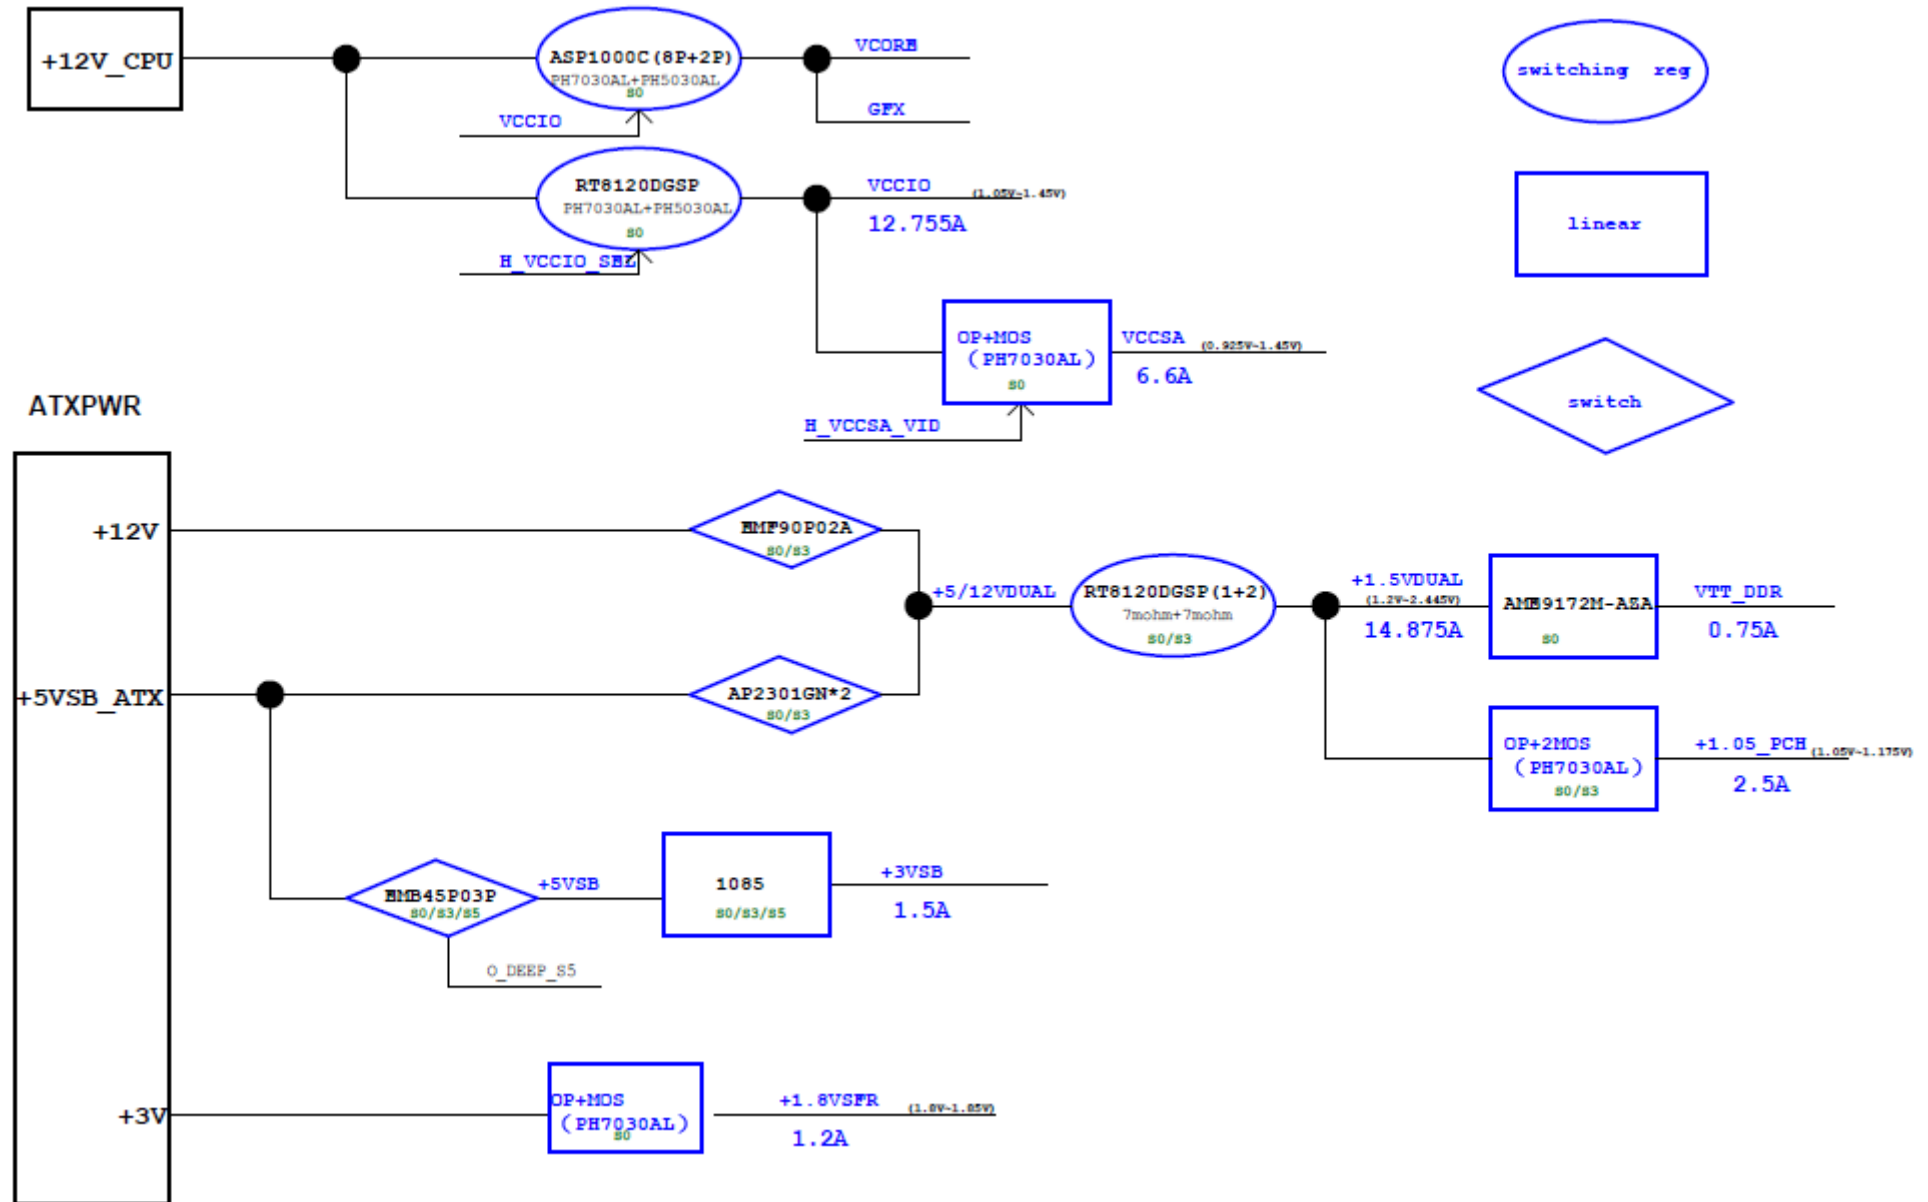 +12V_CPU
ASP1000C(8P+2P)
PH7030AL+PH5030AL
S0
VCORE
GFX
VCCIO
RT8120DGSP
PH7030AL+PH5030AL
S0
VCCIO
(1.05V~1.45V)
12.755A
H_VCCIO_SEL
OP+MOS
(PH7030AL)
S0
VCCSA
(0.925V~1.45V)
6.6A
H_VCCSA_VID
switching reg
linear
switch
ATXPWR
+12V
EMF90P02A
S0/S3
+5VSB_ATX
AP2301GN*2
S0/S3
+5/12VDUAL
RT8120DGSP(1+2)
7mohm+7mohm
S0/S3
+1.5VDUAL
(1.2V~2.445V)
14.875A
AME9172M-AZA
S0
VTT_DDR
0.75A
OP+2MOS
(PH7030AL)
S0/S3
+1.05_PCH
(1.05V~1.175V)
2.5A
EMB45P03P
S0/S3/S5
+5VSB
1085
S0/S3/S5
+3VSB
1.5A
O_DEEP_S5
+3V
OP+MOS
(PH7030AL)
S0
+1.8VSFR
(1.8V~1.85V)
1.2A